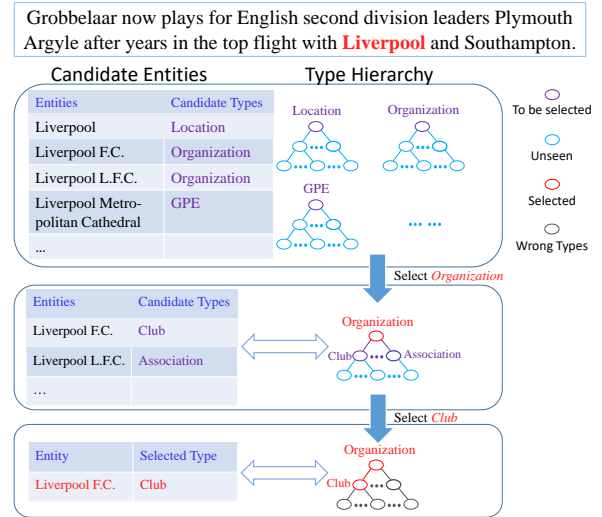 Grobbelaar now plays for English second division leaders Plymouth
Argyle after years in the top flight with Liverpool and Southampton.
Candidate Entities
Type Hierarchy
Entities Candidate Types
Liverpool Location
Liverpool F.C. Organization
Liverpool L.F.C. Organization
Liverpool Metro-
politan Cathedral GPE
...
Location Organization
GPE
To be selected
Unseen
Selected
Wrong Types
Select Organization
Entities Candidate Types
Liverpool F.C. Club
Liverpool L.F.C. Association
...
Organization
Club Association
Select Club
Entity Selected Type
Liverpool F.C. Club
Organization
Club